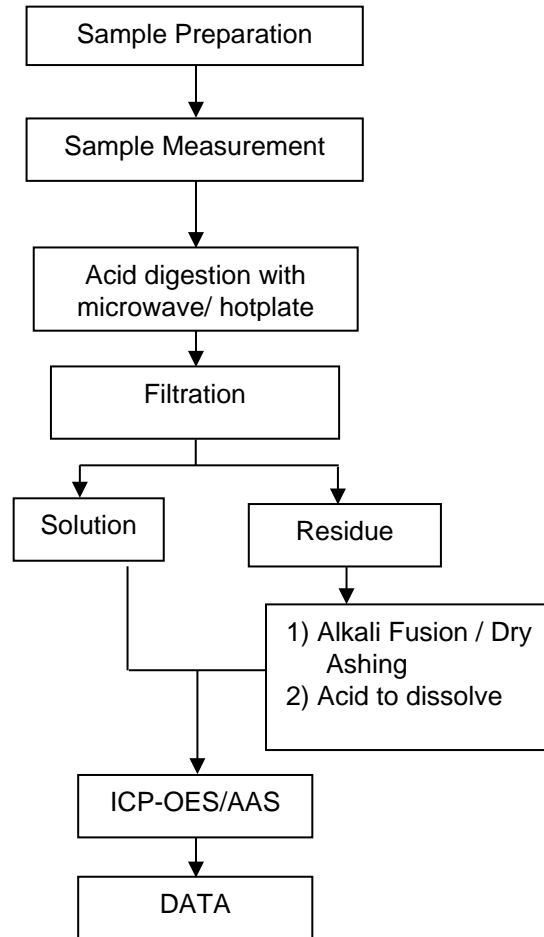 Sample Preparation
Sample Measurement
Acid digestion with
microwave/ hotplate
Filtration
Solution
Residue
1) Alkali Fusion / Dry
Ashing
2) Acid to dissolve
ICP-OES/AAS
DATA